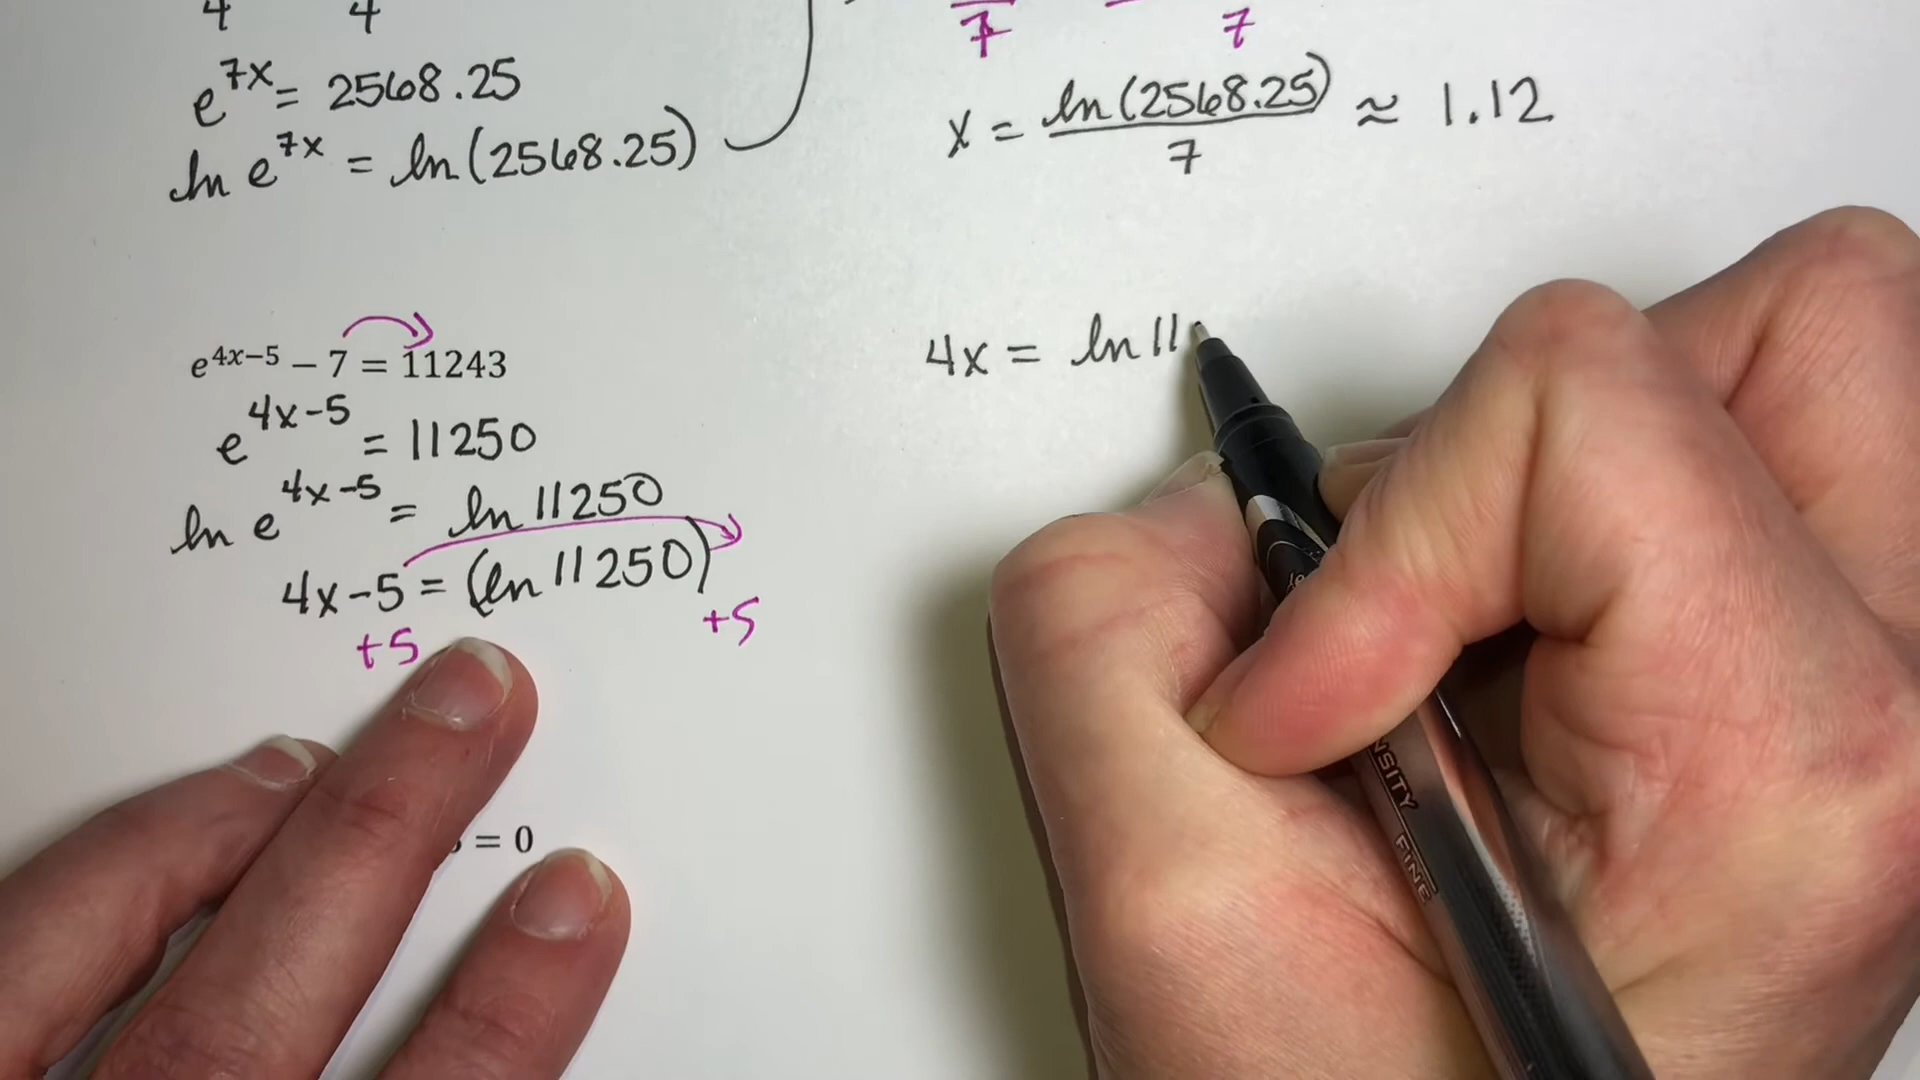 4 4
e^7x = 2568.25
ln e^7x = ln(2568.25)
7 7
x = ln(2568.25) / 7 ≈ 1.12
e^4x−5 − 7 = 11243
e^4x-5 = 11250
ln e^4x-5 = ln 11250
4x-5 = (ln 11250)
+5 +5
4x = ln 11
= 0
NSITY
FINE